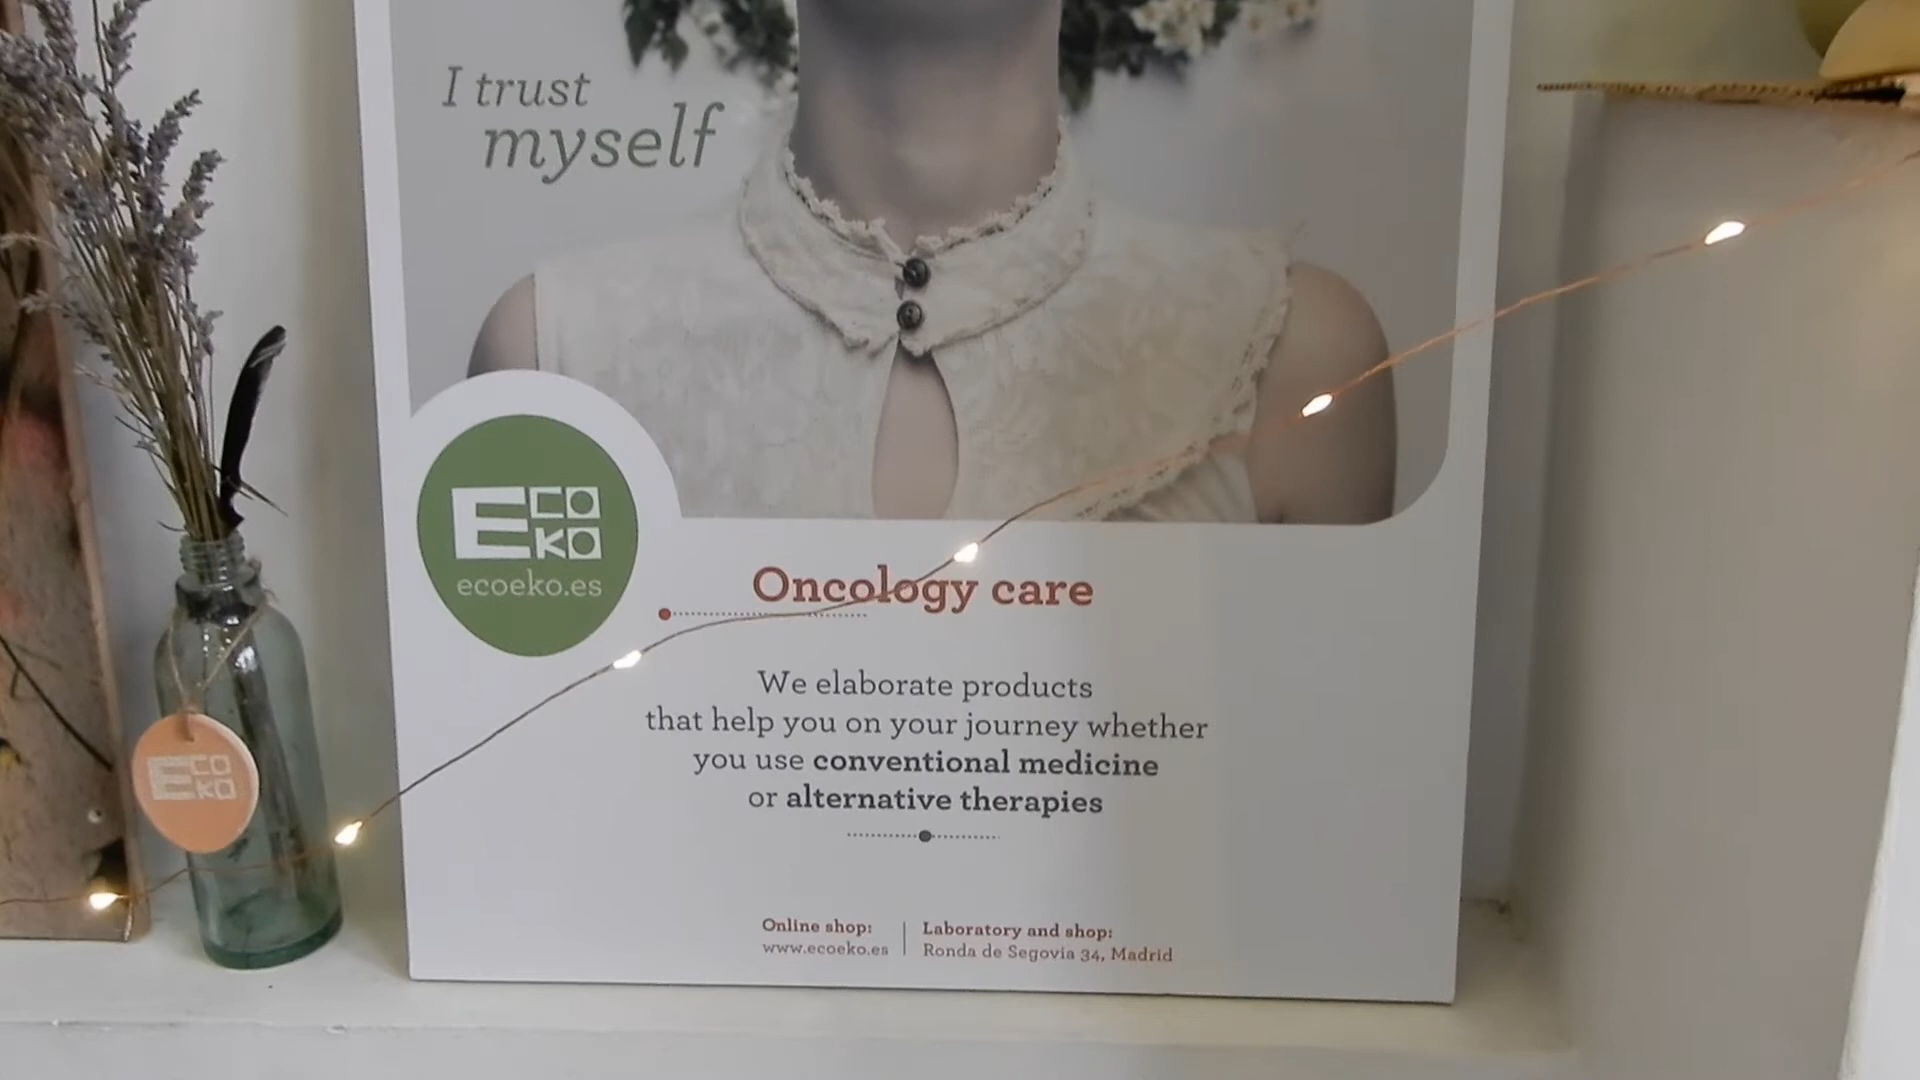 I trust
myself
ECO
EKO
ecoeko.es
Oncology care
We elaborate products
that help you on your journey whether
you use conventional medicine
or alternative therapies
Online shop:
www.ecoeko.es
Laboratory and shop:
Ronda de Segovia 34, Madrid
ECO
EKO